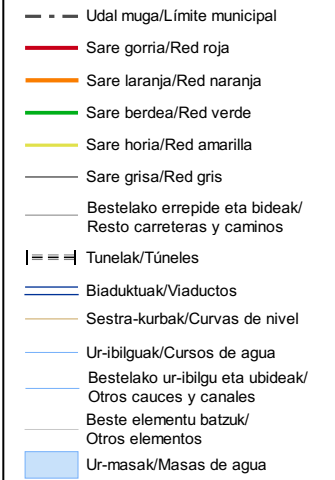 Udal muga/Límite municipal
Sare gorria/Red roja
Sare laranja/Red naranja
Sare berdea/Red verde
Sare horia/Red amarilla
Sare grisa/Red gris
Bestelako errepide eta bideak/
Resto carreteras y caminos
Tunelak/Túneles
Biaduktuak/Viaductos
Sestra-kurbak/Curvas de nivel
Ur-ibilguak/Cursos de agua
Bestelako ur-ibilgu eta ubideak/
Otros cauces y canales
Beste elementu batzuk/
Otros elementos
Ur-masak/Masas de agua